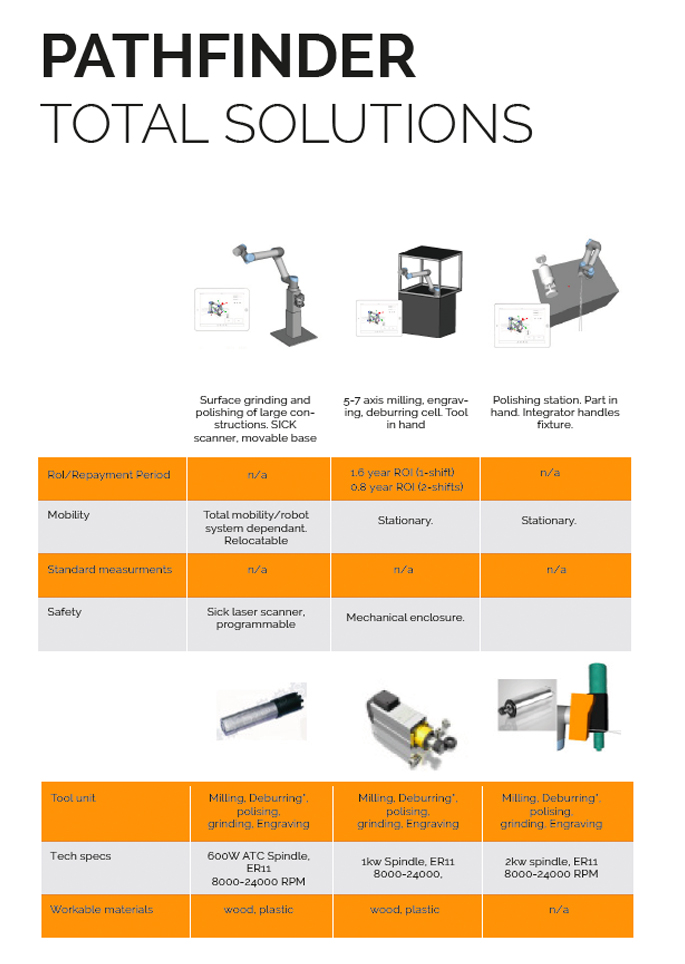 PATHFINDER
TOTAL SOLUTIONS
Surface grinding and
polishing of large con-
structions. SICK
scanner, movable base
5-7 axis milling, engrav-
ing, deburring cell. Tool
in hand
Polishing station. Part in
hand. Integrator handles
fixture.
RoI/Repayment Period
n/a
1.6 year ROI (1-shift)
0.8 year ROI (2-shifts)
n/a
Mobility
Total mobility/robot
system dependant.
Relocatable
Stationary.
Stationary.
Standard measurments
n/a
n/a
n/a
Safety
Sick laser scanner,
programmable
Mechanical enclosure.
Tool unit
Milling, Deburring*,
polising,
grinding, Engraving
Milling, Deburring*,
polising,
grinding, Engraving
Milling, Deburring*,
polising,
grinding, Engraving
Tech specs
600W ATC Spindle,
ER11
8000-24000 RPM
1kw Spindle, ER11
8000-24000,
2kw spindle, ER11
8000-24000 RPM
Workable materials
wood, plastic
wood, plastic
n/a